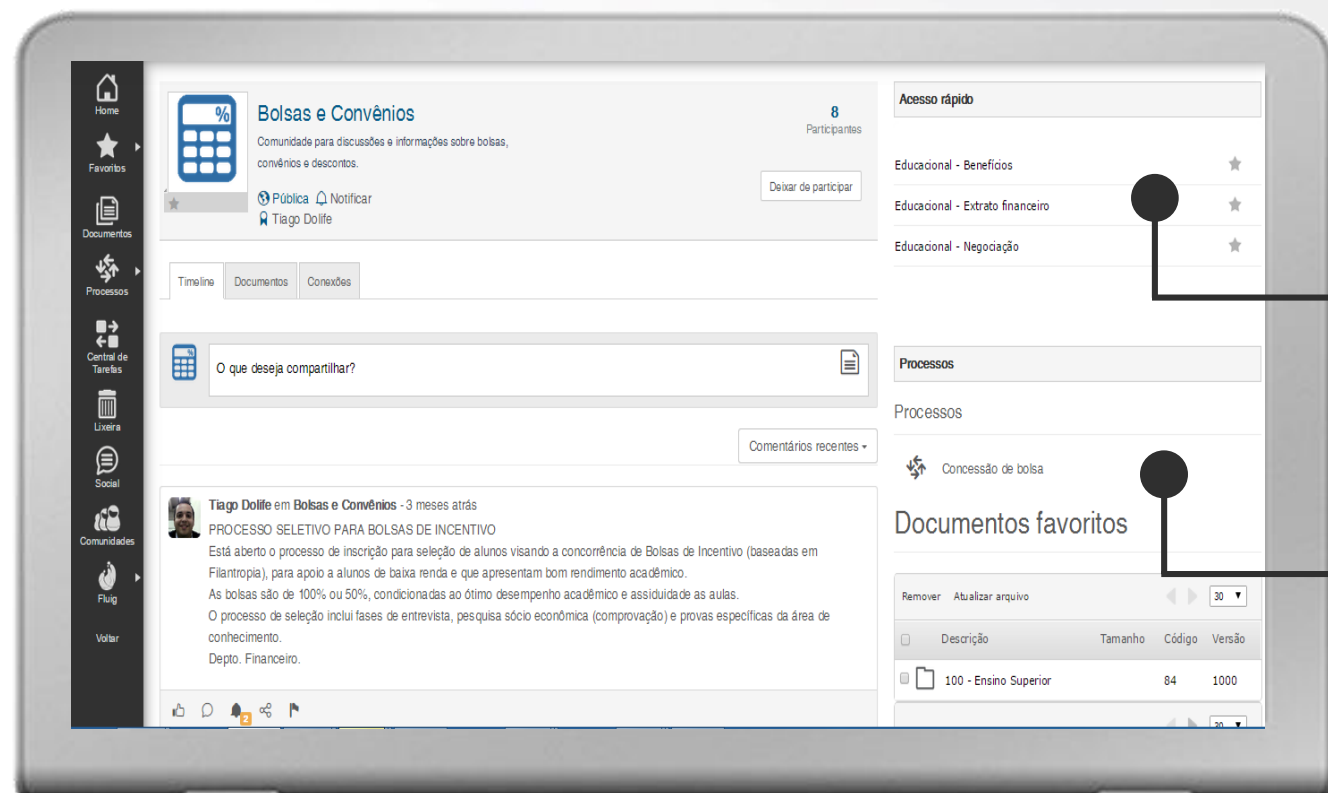 Home
Favoritos
Documentos
Processos
Central de
Tarefas
Lixeira
Social
Comunidades
Fluig
Voltar
%
Bolsas e Convênios
Comunidade para discussões e informações sobre bolsas,
convênios e descontos.
Pública Notificar
Tiago Dolife
8
Participantes
Deixar de participar
Timeline Documentos Conexões
%
O que deseja compartilhar?
Comentários recentes
Tiago Dolife em Bolsas e Convênios - 3 meses atrás
PROCESSO SELETIVO PARA BOLSAS DE INCENTIVO
Está aberto o processo de inscrição para seleção de alunos visando a concorrência de Bolsas de Incentivo (baseadas em
Filantropia), para apoio a alunos de baixa renda e que apresentam bom rendimento acadêmico.
As bolsas são de 100% ou 50%, condicionadas ao ótimo desempenho acadêmico e assiduidade as aulas.
O processo de seleção inclui fases de entrevista, pesquisa sócio econômica (comprovação) e provas específicas da área de
conhecimento.
Depto. Financeiro.
2
Acesso rápido
Educacional - Benefícios
Educacional - Extrato financeiro
Educacional - Negociação
Processos
Processos
Concessão de bolsa
Documentos favoritos
Remover Atualizar arquivo 30
Descrição Tamanho Código Versão
100 - Ensino Superior 84 1000